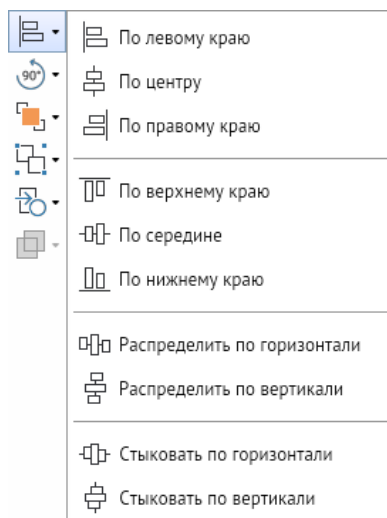 По левому краю
90°
По центру
По правому краю
По верхнему краю
По середине
По нижнему краю
Распределить по горизонтали
Распределить по вертикали
Стыковать по горизонтали
Стыковать по вертикали